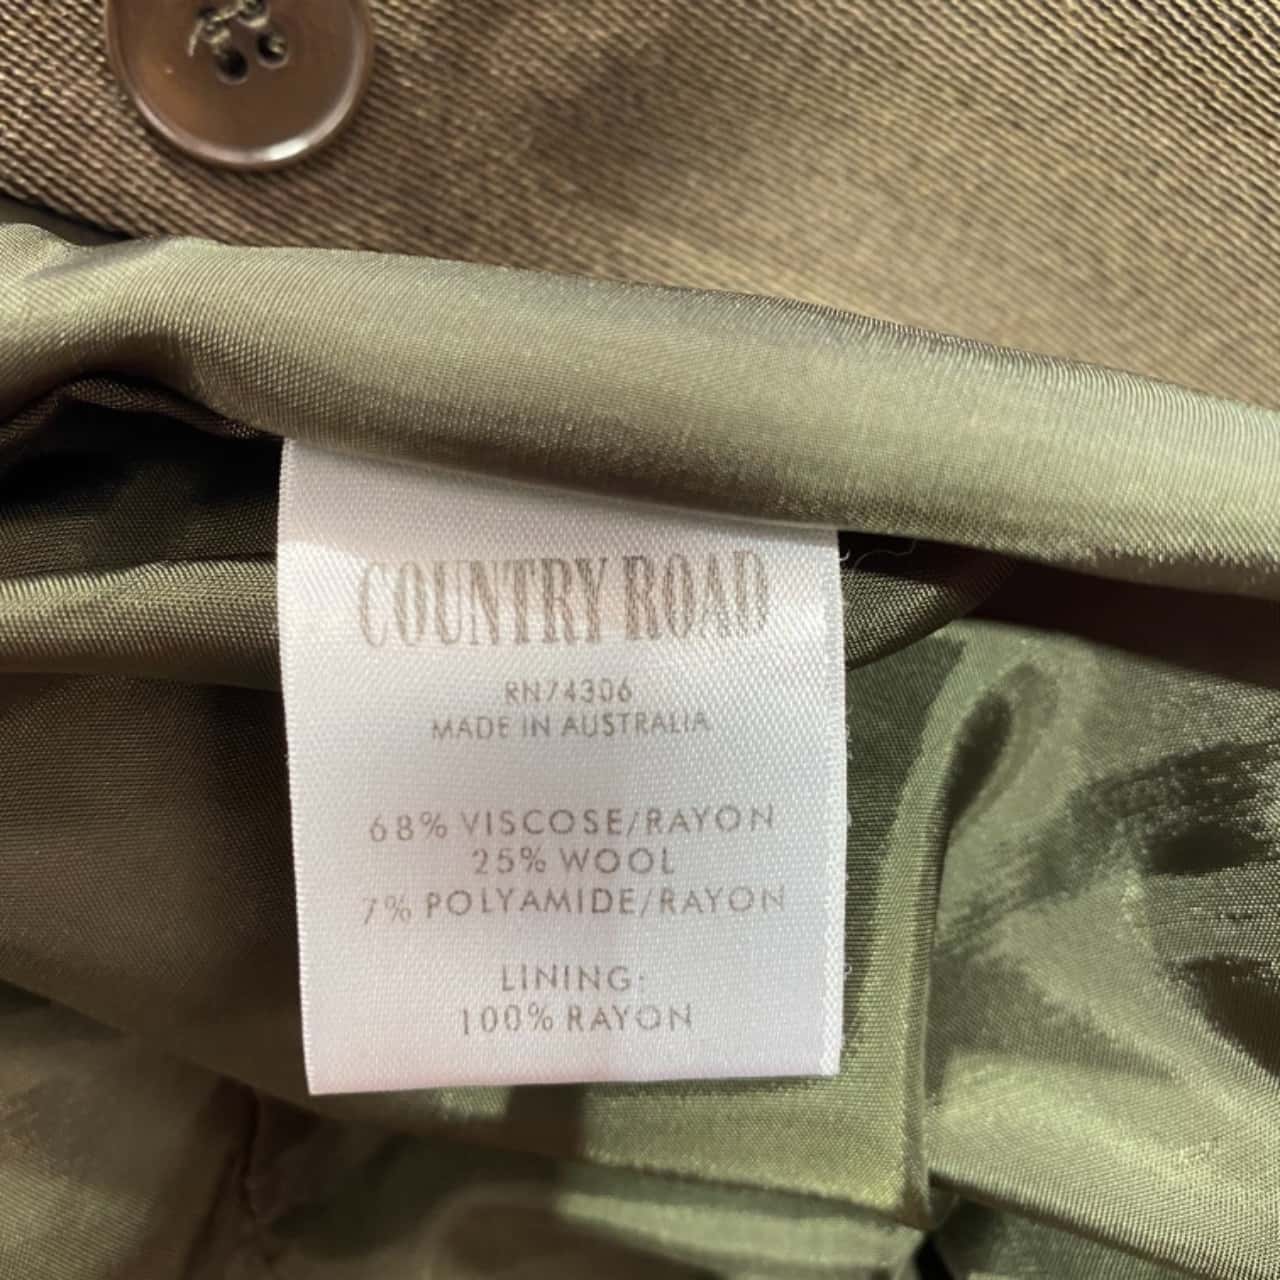 COUNTRY ROAD
RN74306
MADE IN AUSTRALIA
68% VISCOSE/RAYON
25% WOOL
7% POLYAMIDE/RAYON
LINING:
100% RAYON